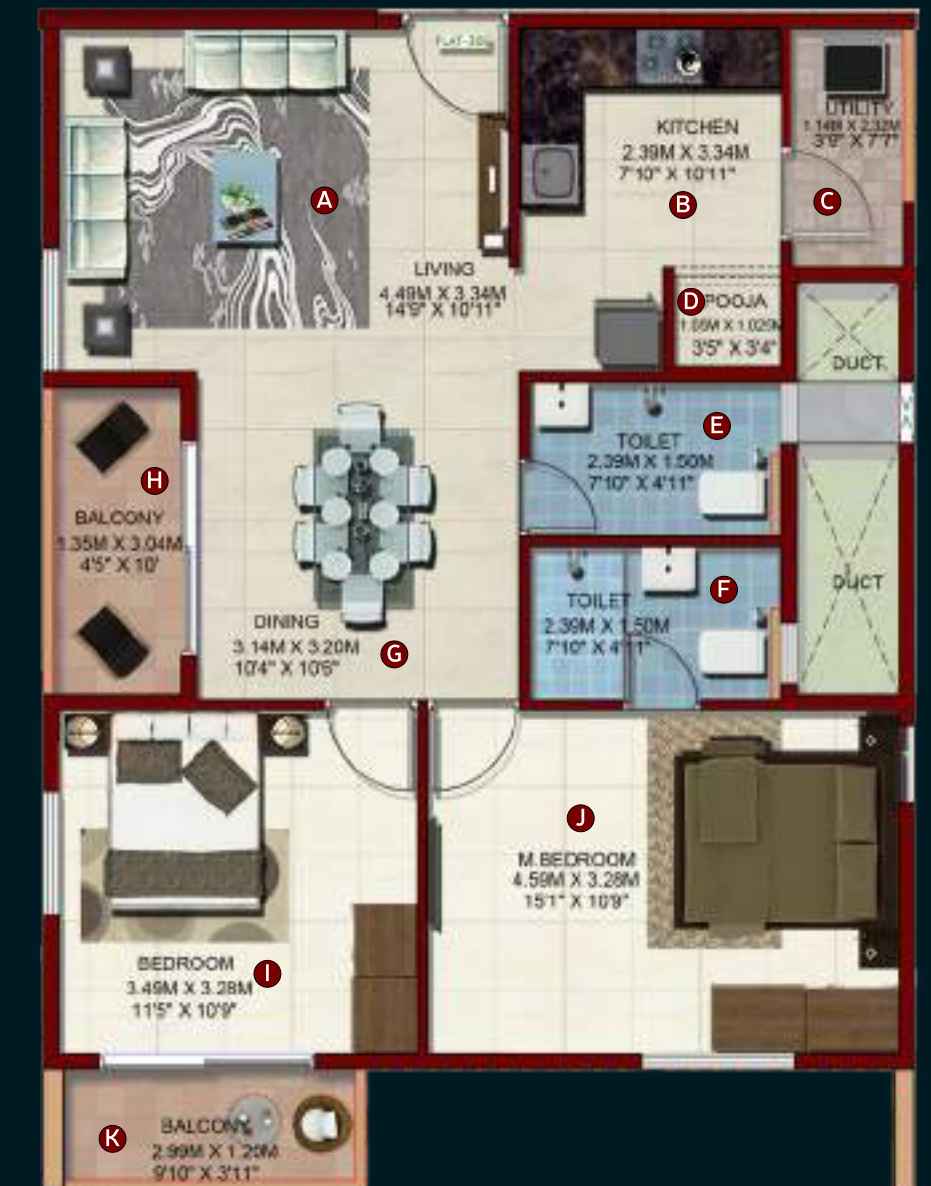 FLAT-
KITCHEN
2.39M X 3.34M
7'10" X 10'11"
B
UTILITY
1.14M X 2.32M
3'9" X 7'7"
C
A
LIVING
4.49M X 3.34M
14'9" X 10'11"
D
POOJA
1.05M X 1.025M
3'5" X 3'4"
DUCT
E
TOILET
2.39M X 1.50M
7'10" X 4'11"
H
BALCONY
1.35M X 3.04M
4'5" X 10'
F
TOILET
2.39M X 1.50M
7'10" X 4'11"
DUCT
DINING
3.14M X 3.20M
10'4" X 10'6"
G
J
M.BEDROOM
4.59M X 3.28M
15'1" X 10'9"
BEDROOM
3.49M X 3.28M
11'5" X 10'9"
I
K
BALCONY
2.99M X 1.20M
9'10" X 3'11"